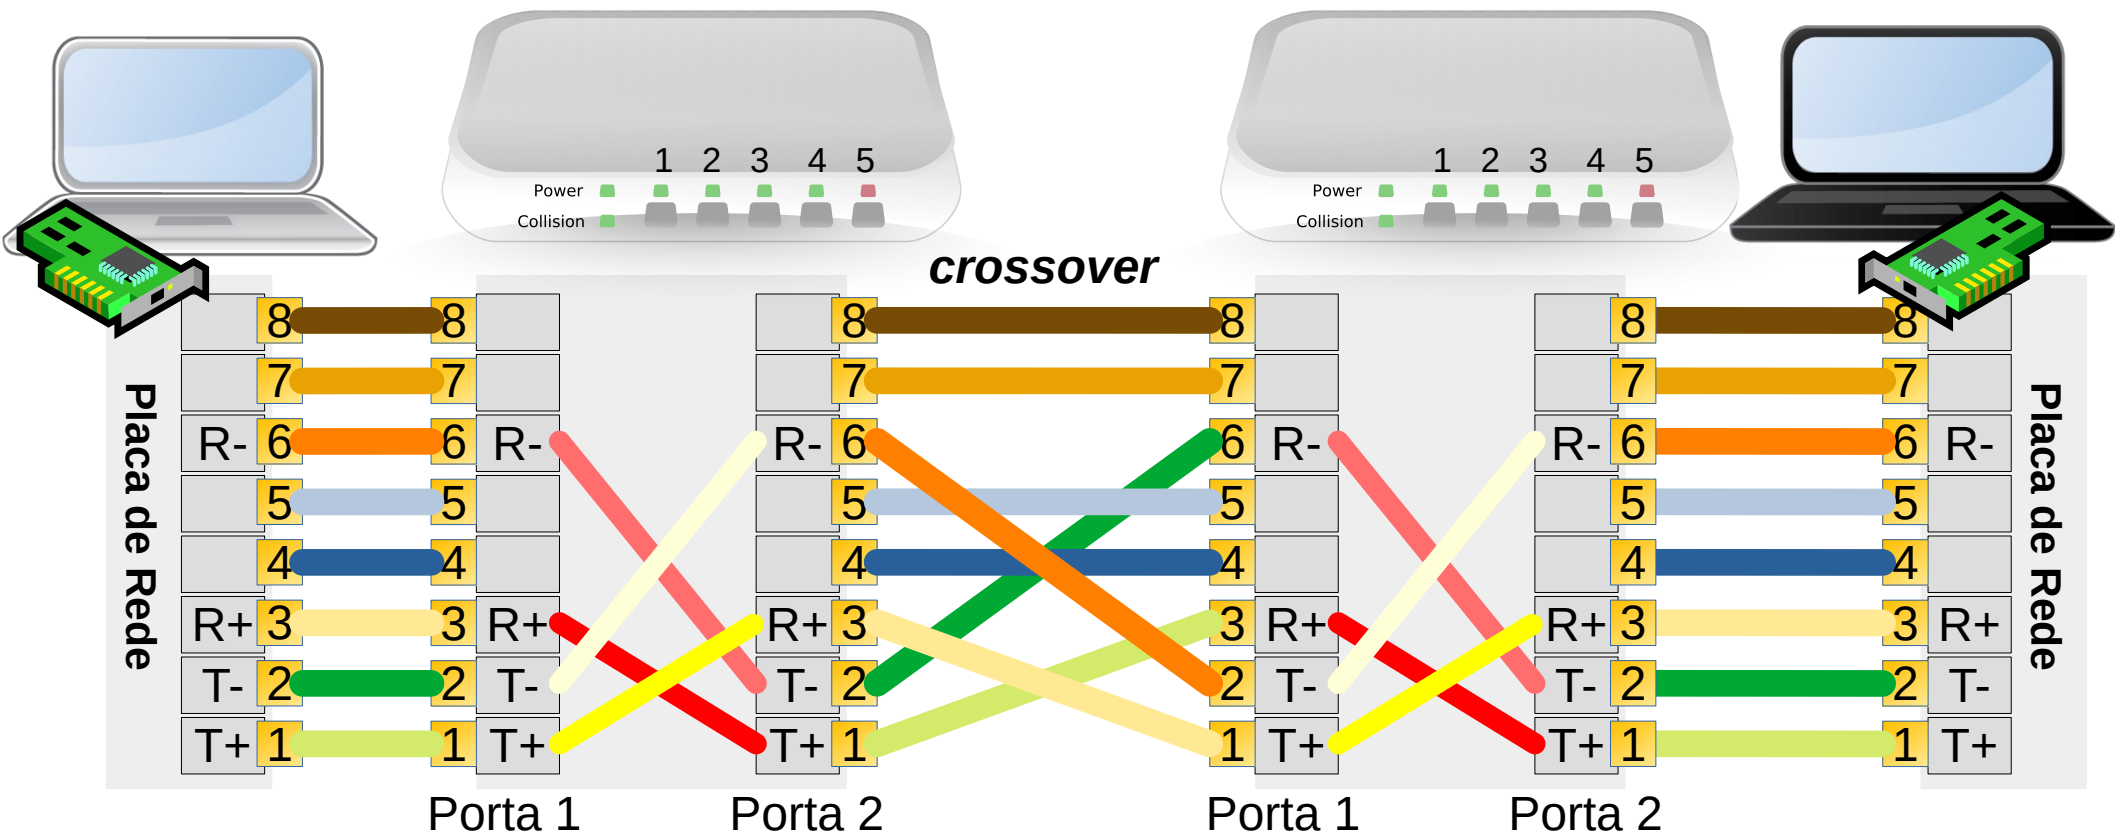 1 2 3 4 5
Power
Collision
1 2 3 4 5
Power
Collision
crossover
8 8 8 8 8 8
7 7 7 7 7 7
R- 6 6 R- R- 6 6 R- R- 6 6 R-
5 5 5 5 5 5
4 4 4 4 4 4
R+ 3 3 R+ R+ 3 3 R+ R+ 3 3 R+
T- 2 2 T- T- 2 2 T- T- 2 2 T-
T+ 1 1 T+ T+ 1 1 T+ T+ 1 1 T+
Placa de Rede
Placa de Rede
Porta 1 Porta 2 Porta 1 Porta 2